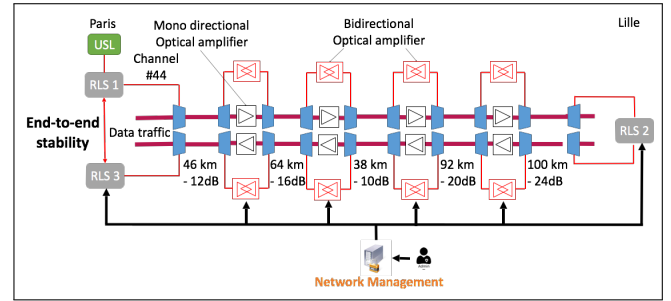 Paris
Mono directional
Optical amplifier
Bidirectional
Optical amplifier
Lille
USL
Channel
#44
RLS 1
End-to-end
stability
Data traffic
RLS 2
RLS 3
46 km
- 12dB
64 km
- 16dB
38 km
- 10dB
92 km
- 20dB
100 km
- 24dB
Network Management